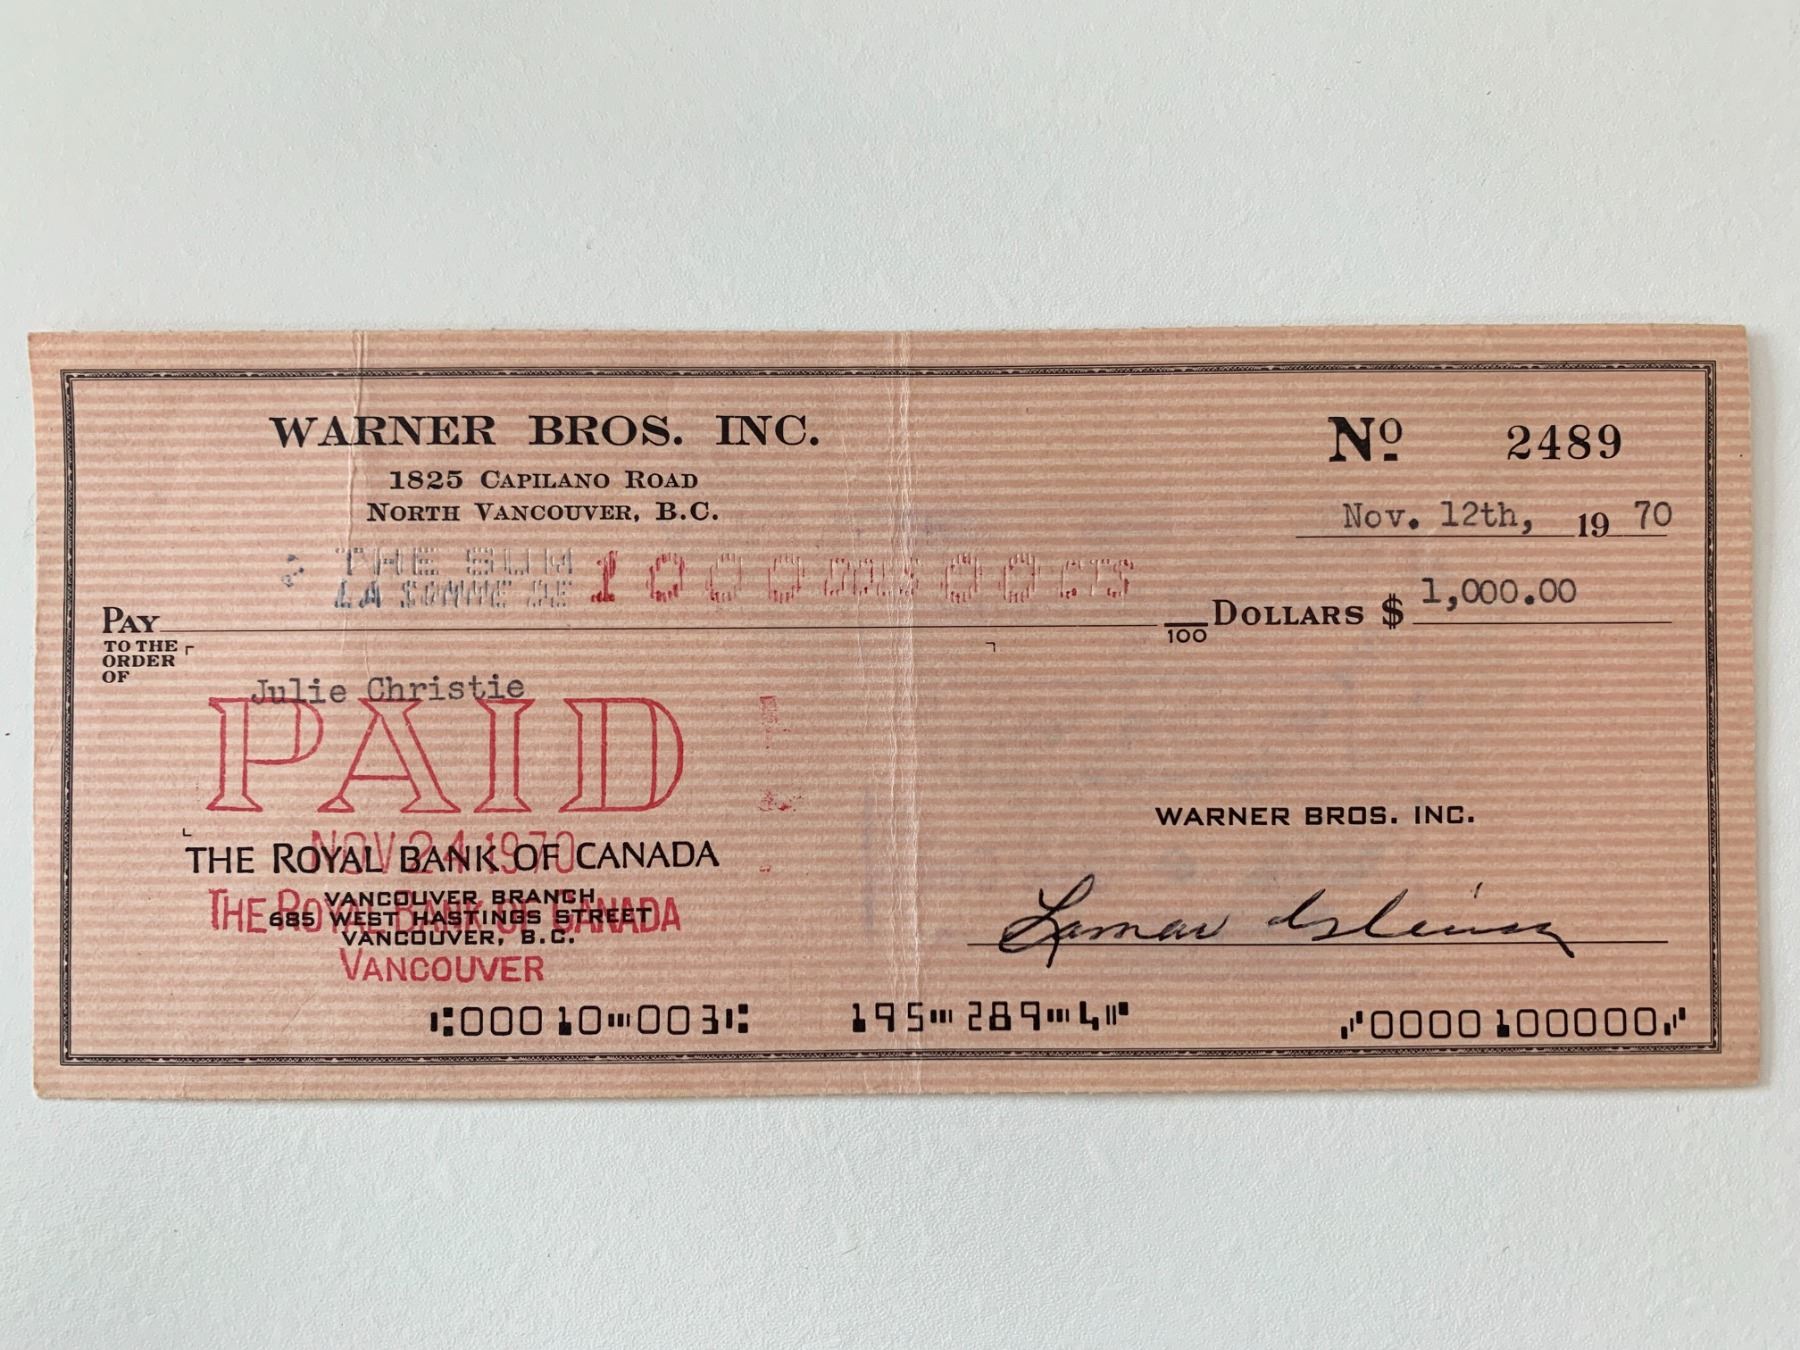 WARNER BROS. INC.
1825 CAPILANO ROAD
NORTH VANCOUVER, B.C.
Nº 2489
Nov. 12th, 19 70
THE SUM 1000 DOLS 00 CTS
LA SOMME DE
PAY
100 DOLLARS $ 1,000.00
TO THE
ORDER
OF
Julie Christie
PAID
WARNER BROS. INC.
NOV 24 1970
THE ROYAL BANK OF CANADA
VANCOUVER BRANCH
THE ROYAL BANK OF CANADA
685 WEST HASTINGS STREET
VANCOUVER, B.C.
VANCOUVER
Lamar
⑆00010⑉003⑆ 195⑉289⑉4⑈ ⑇0000100000⑇